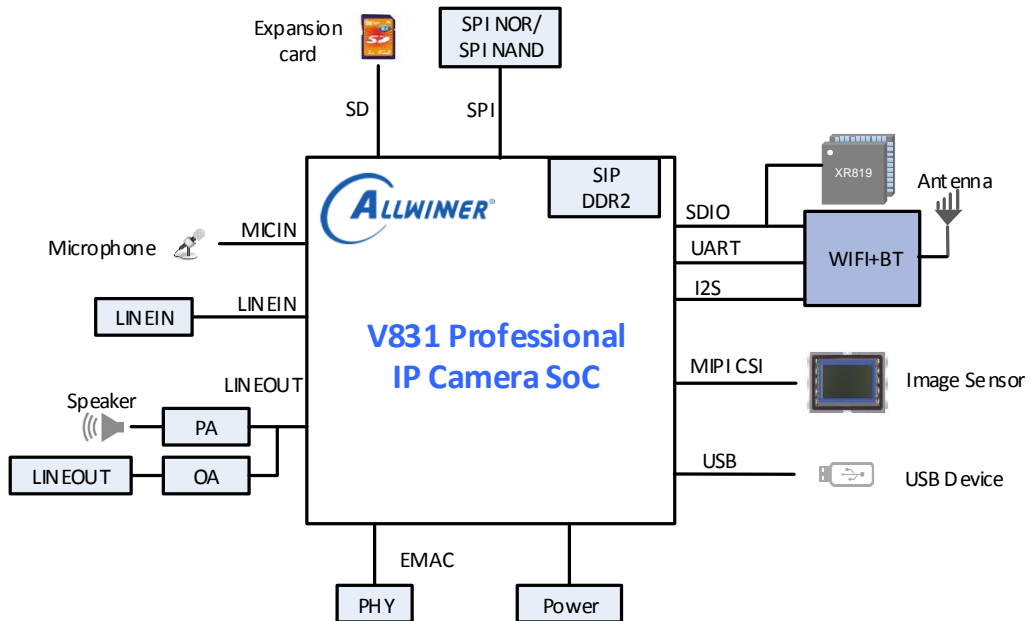 Expansion
card
SPI NOR/
SPI NAND
SD
SPI
SIP
DDR2
ALLWINNER®
XR819
Antenna
SDIO
MICIN
Microphone
UART
WIFI+BT
I2S
LINEIN
LINEIN
V831 Professional
IP Camera SoC
MIPI CSI
Image Sensor
LINEOUT
Speaker
PA
USB
USB Device
LINEOUT
OA
EMAC
PHY
Power